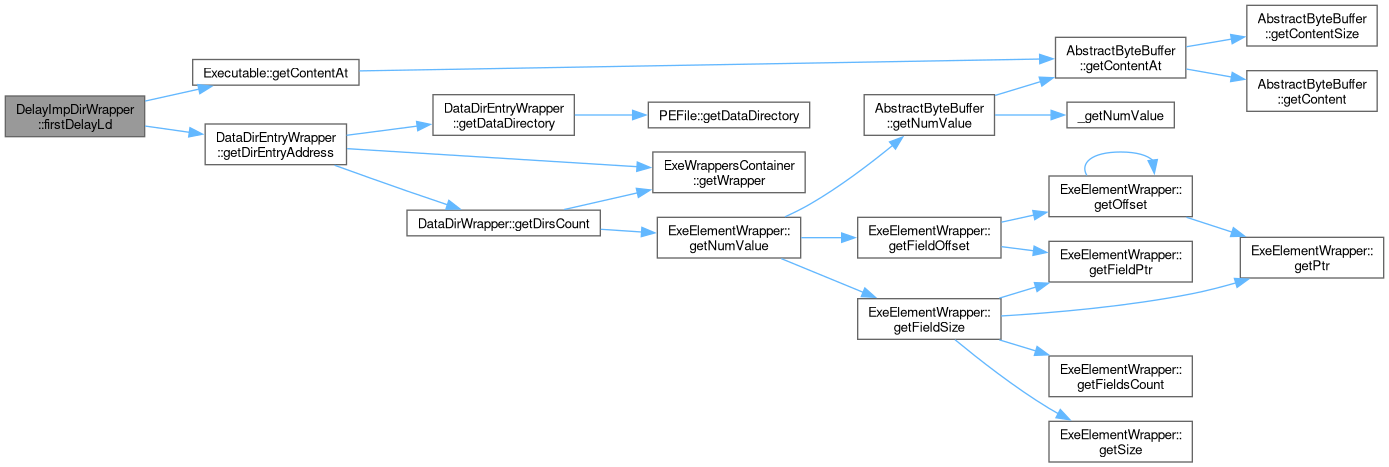 DelayImpDirWrapper
::firstDelayLd
Executable::getContentAt
DataDirEntryWrapper
::getDirEntryAddress
DataDirEntryWrapper
::getDataDirectory
PEFile::getDataDirectory
ExeWrappersContainer
::getWrapper
DataDirWrapper::getDirsCount
ExeElementWrapper::
getNumValue
AbstractByteBuffer
::getNumValue
AbstractByteBuffer
::getContentAt
AbstractByteBuffer
::getContentSize
AbstractByteBuffer
::getContent
_getNumValue
ExeElementWrapper::
getFieldOffset
ExeElementWrapper::
getOffset
ExeElementWrapper::
getFieldPtr
ExeElementWrapper::
getPtr
ExeElementWrapper::
getFieldSize
ExeElementWrapper::
getFieldsCount
ExeElementWrapper::
getSize